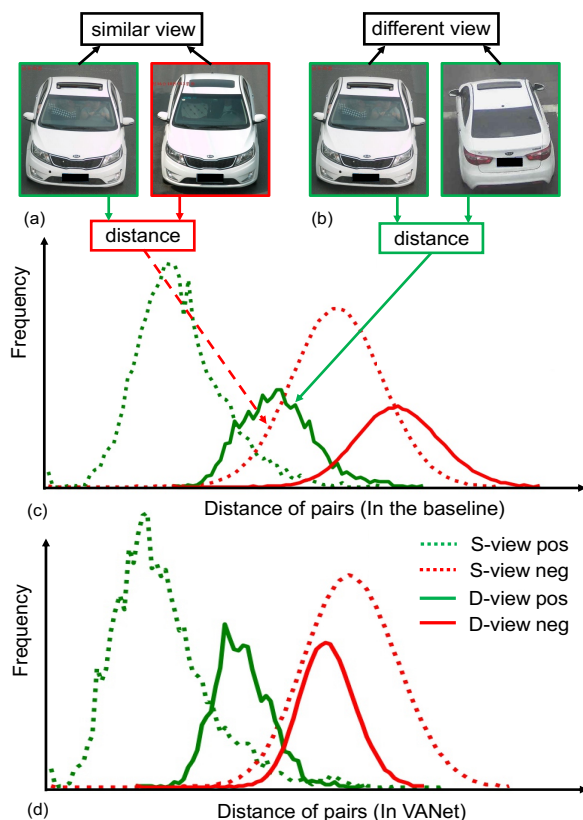 similar view
different view
(a)
(b)
distance
distance
Frequency
(c)
Distance of pairs (In the baseline)
S-view pos
S-view neg
D-view pos
D-view neg
Frequency
(d)
Distance of pairs (In VANet)